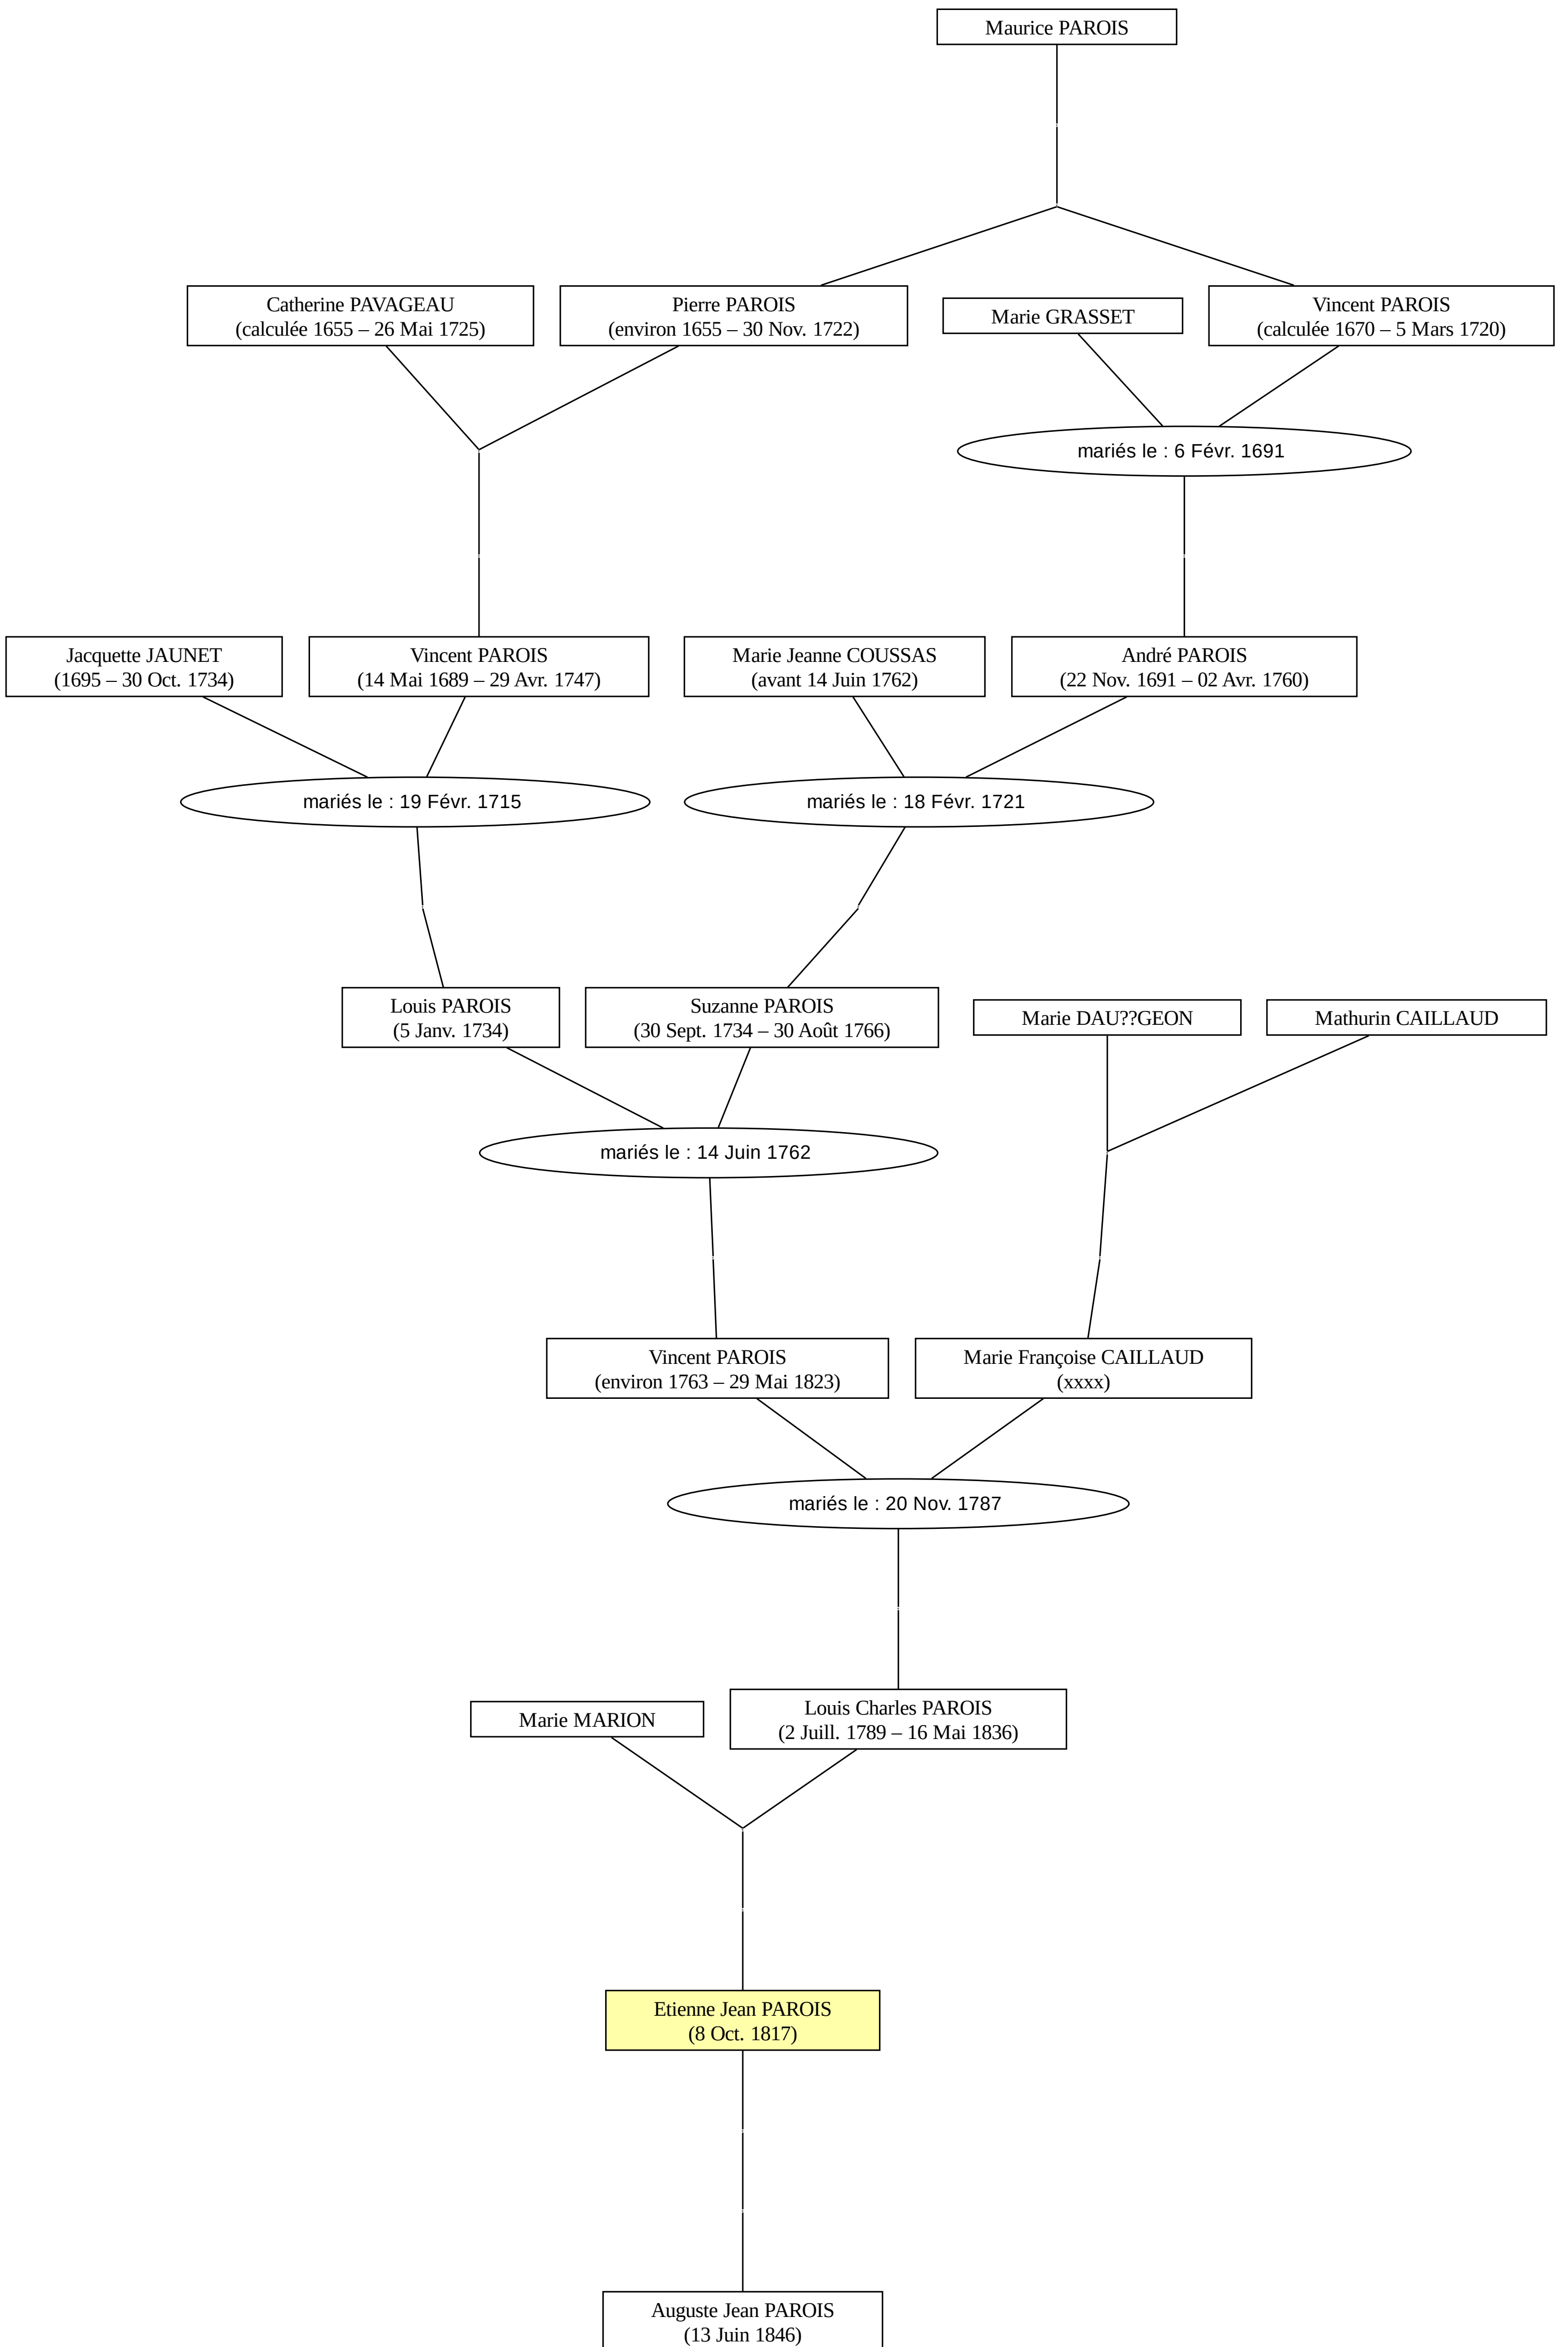 Maurice PAROIS
Catherine PAVAGEAU
(calculée 1655 – 26 Mai 1725)
Pierre PAROIS
(environ 1655 – 30 Nov. 1722)
Marie GRASSET
Vincent PAROIS
(calculée 1670 – 5 Mars 1720)
mariés le : 6 Févr. 1691
Jacquette JAUNET
(1695 – 30 Oct. 1734)
Vincent PAROIS
(14 Mai 1689 – 29 Avr. 1747)
Marie Jeanne COUSSAS
(avant 14 Juin 1762)
André PAROIS
(22 Nov. 1691 – 02 Avr. 1760)
mariés le : 19 Févr. 1715
mariés le : 18 Févr. 1721
Louis PAROIS
(5 Janv. 1734)
Suzanne PAROIS
(30 Sept. 1734 – 30 Août 1766)
Marie DAU??GEON
Mathurin CAILLAUD
mariés le : 14 Juin 1762
Vincent PAROIS
(environ 1763 – 29 Mai 1823)
Marie Françoise CAILLAUD
(xxxx)
mariés le : 20 Nov. 1787
Marie MARION
Louis Charles PAROIS
(2 Juill. 1789 – 16 Mai 1836)
Etienne Jean PAROIS
(8 Oct. 1817)
Auguste Jean PAROIS
(13 Juin 1846)